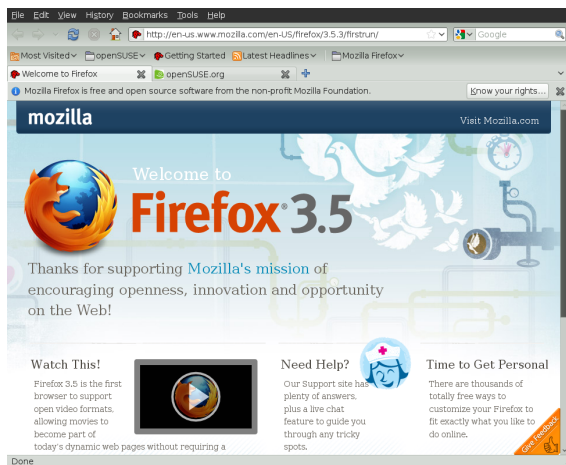 File Edit View History Bookmarks Tools Help
http://en-us.www.mozilla.com/en-US/firefox/3.5.3/firstrun/
Google
Most Visited openSUSE Getting Started Latest Headlines Mozilla Firefox
Welcome to Firefox openSUSE.org
Mozilla Firefox is free and open source software from the non-profit Mozilla Foundation. Know your rights...
mozilla Visit Mozilla.com
Welcome to
Firefox® 3.5
Thanks for supporting Mozilla's mission of
encouraging openness, innovation and opportunity
on the Web!
Watch This!
Firefox 3.5 is the first
browser to support
open video formats,
allowing movies to
become part of
today's dynamic web pages without requiring a
Need Help?
Our Support site has
plenty of answers,
plus a live chat
feature to guide you
through any tricky
spots.
Time to Get Personal
There are thousands of
totally free ways to
customize your Firefox to
fit exactly what you like to
do online.
Give Feedback
Done